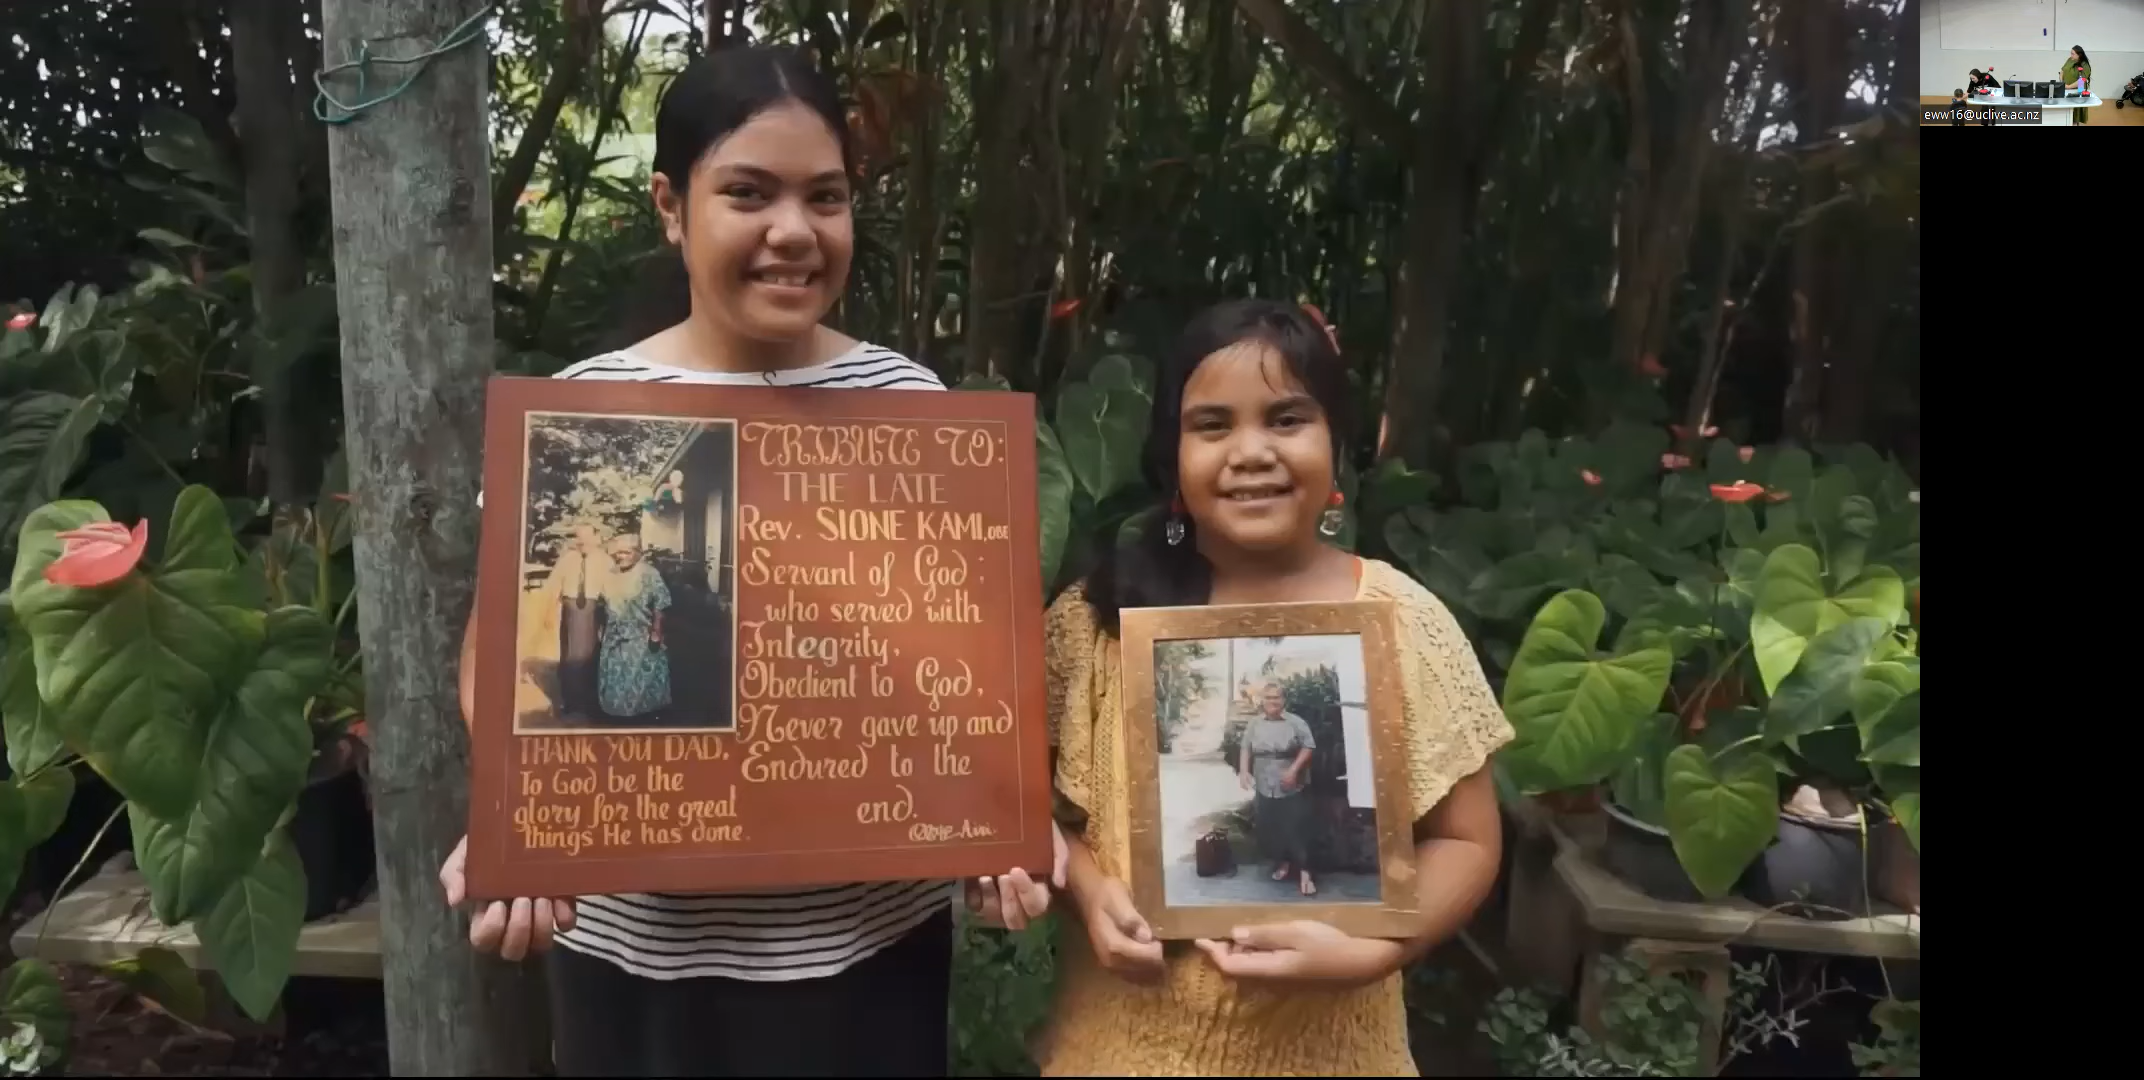 TRIBUTE TO:
THE LATE
Rev. SIONE KAMI, OBE
Servant of God;
who served with
Integrity,
Obedient to God,
Never gave up and
Endured to the
end.
THANK YOU DAD.
To God be the
glory for the great
things He has done.
eww16@uclive.ac.nz